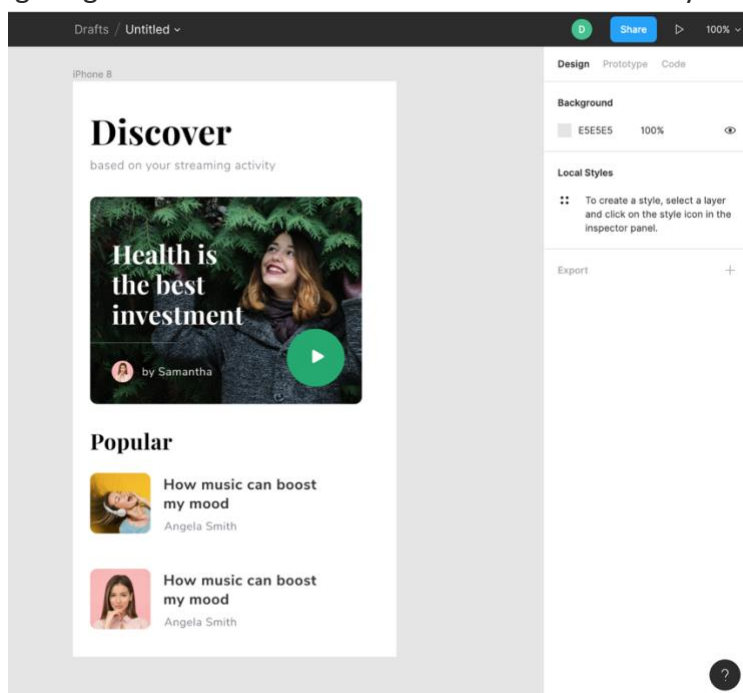 Drafts / Untitled
D
Share
100%
iPhone 8
Design Prototype Code
Background
E5E5E5 100%
Local Styles
To create a style, select a layer
and click on the style icon in the
inspector panel.
Export
Discover
based on your streaming activity
Health is
the best
investment
by Samantha
Popular
How music can boost
my mood
Angela Smith
How music can boost
my mood
Angela Smith
?